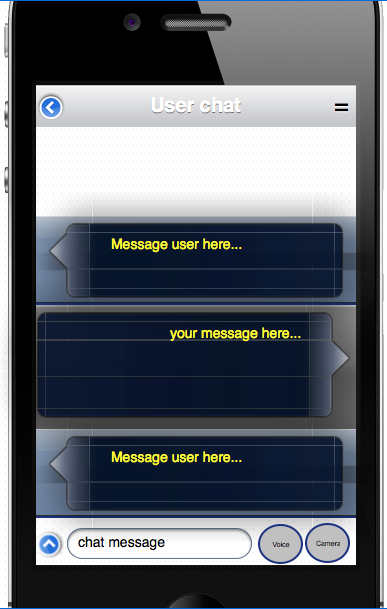 User chat
Message user here...
your message here...
Message user here...
chat message
Voice
Camera